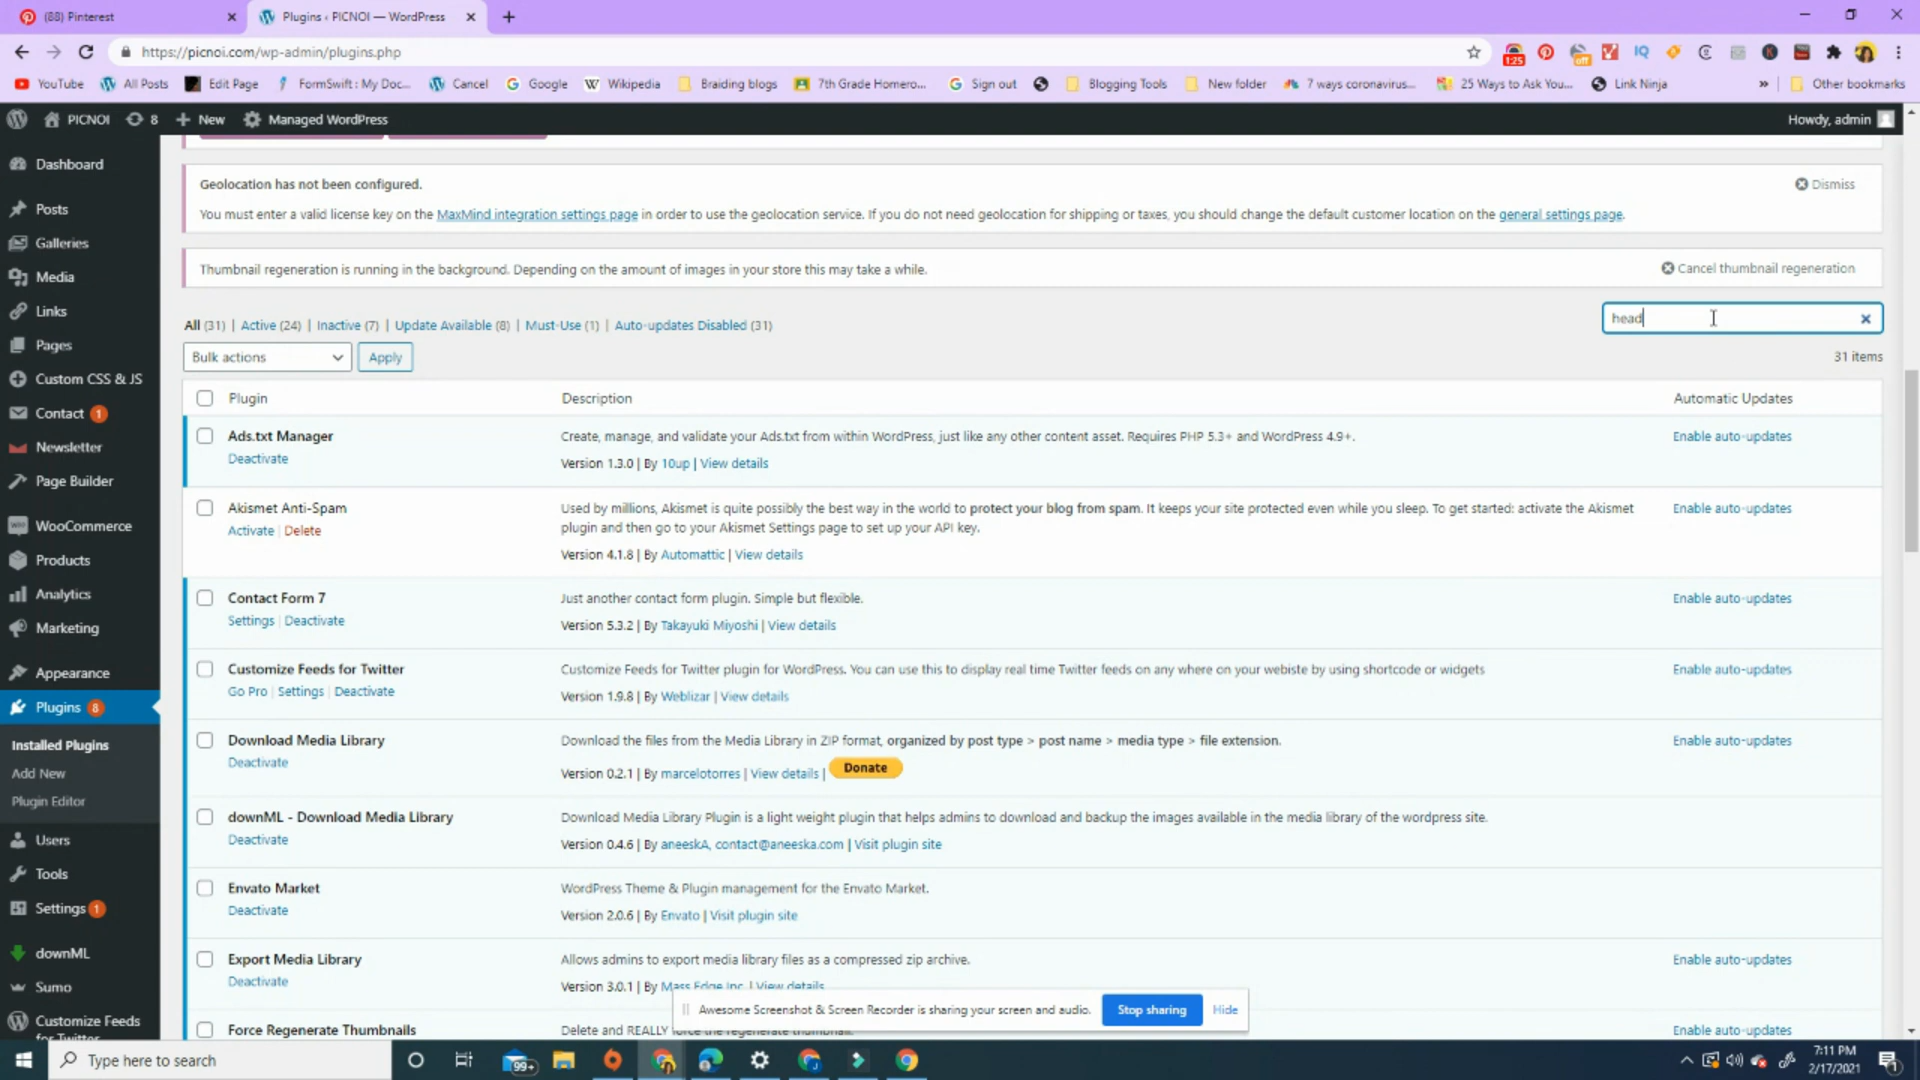 (88) Pinterest
Plugins ‹ PICNOI — WordPress
https://picnoi.com/wp-admin/plugins.php
1:25
off
YouTube
All Posts
Edit Page
FormSwift : My Doc...
Cancel
Google
Wikipedia
Braiding blogs
7th Grade Homero...
Sign out
Blogging Tools
New folder
7 ways coronavirus...
25 Ways to Ask You...
Link Ninja
»
Other bookmarks
PICNOI
8
New
Managed WordPress
Howdy, admin
Dashboard
Posts
Galleries
Media
Links
Pages
Custom CSS & JS
Contact 1
Newsletter
Page Builder
WooCommerce
Products
Analytics
Marketing
Appearance
Plugins 8
Installed Plugins
Add New
Plugin Editor
Users
Tools
Settings 1
downML
Sumo
Customize Feeds
for Twitter
Geolocation has not been configured.
Dismiss
You must enter a valid license key on the MaxMind integration settings page in order to use the geolocation service. If you do not need geolocation for shipping or taxes, you should change the default customer location on the general settings page.
Thumbnail regeneration is running in the background. Depending on the amount of images in your store this may take a while.
Cancel thumbnail regeneration
All (31) | Active (24) | Inactive (7) | Update Available (8) | Must-Use (1) | Auto-updates Disabled (31)
head
Bulk actions
Apply
31 items
Plugin
Description
Automatic Updates
Ads.txt Manager
Deactivate
Create, manage, and validate your Ads.txt from within WordPress, just like any other content asset. Requires PHP 5.3+ and WordPress 4.9+.
Version 1.3.0 | By 10up | View details
Enable auto-updates
Akismet Anti-Spam
Activate | Delete
Used by millions, Akismet is quite possibly the best way in the world to protect your blog from spam. It keeps your site protected even while you sleep. To get started: activate the Akismet
plugin and then go to your Akismet Settings page to set up your API key.
Version 4.1.8 | By Automattic | View details
Enable auto-updates
Contact Form 7
Settings | Deactivate
Just another contact form plugin. Simple but flexible.
Version 5.3.2 | By Takayuki Miyoshi | View details
Enable auto-updates
Customize Feeds for Twitter
Go Pro | Settings | Deactivate
Customize Feeds for Twitter plugin for WordPress. You can use this to display real time Twitter feeds on any where on your webiste by using shortcode or widgets
Version 1.9.8 | By Weblizar | View details
Enable auto-updates
Download Media Library
Deactivate
Download the files from the Media Library in ZIP format, organized by post type > post name > media type > file extension.
Version 0.2.1 | By marcelotorres | View details |
Donate
Enable auto-updates
downML - Download Media Library
Deactivate
Download Media Library Plugin is a light weight plugin that helps admins to download and backup the images available in the media library of the wordpress site.
Version 0.4.6 | By aneeskA, contact@aneeska.com | Visit plugin site
Envato Market
Deactivate
WordPress Theme & Plugin management for the Envato Market.
Version 2.0.6 | By Envato | Visit plugin site
Export Media Library
Deactivate
Allows admins to export media library files as a compressed zip archive.
Version 3.0.1 | By Mass Edge Inc. | View details
Enable auto-updates
Force Regenerate Thumbnails
Delete and REALLY force the regenerate thumbnail.
Enable auto-updates
Awesome Screenshot & Screen Recorder is sharing your screen and audio.
Stop sharing
Hide
Type here to search
99+
7:11 PM
2/17/2021
1